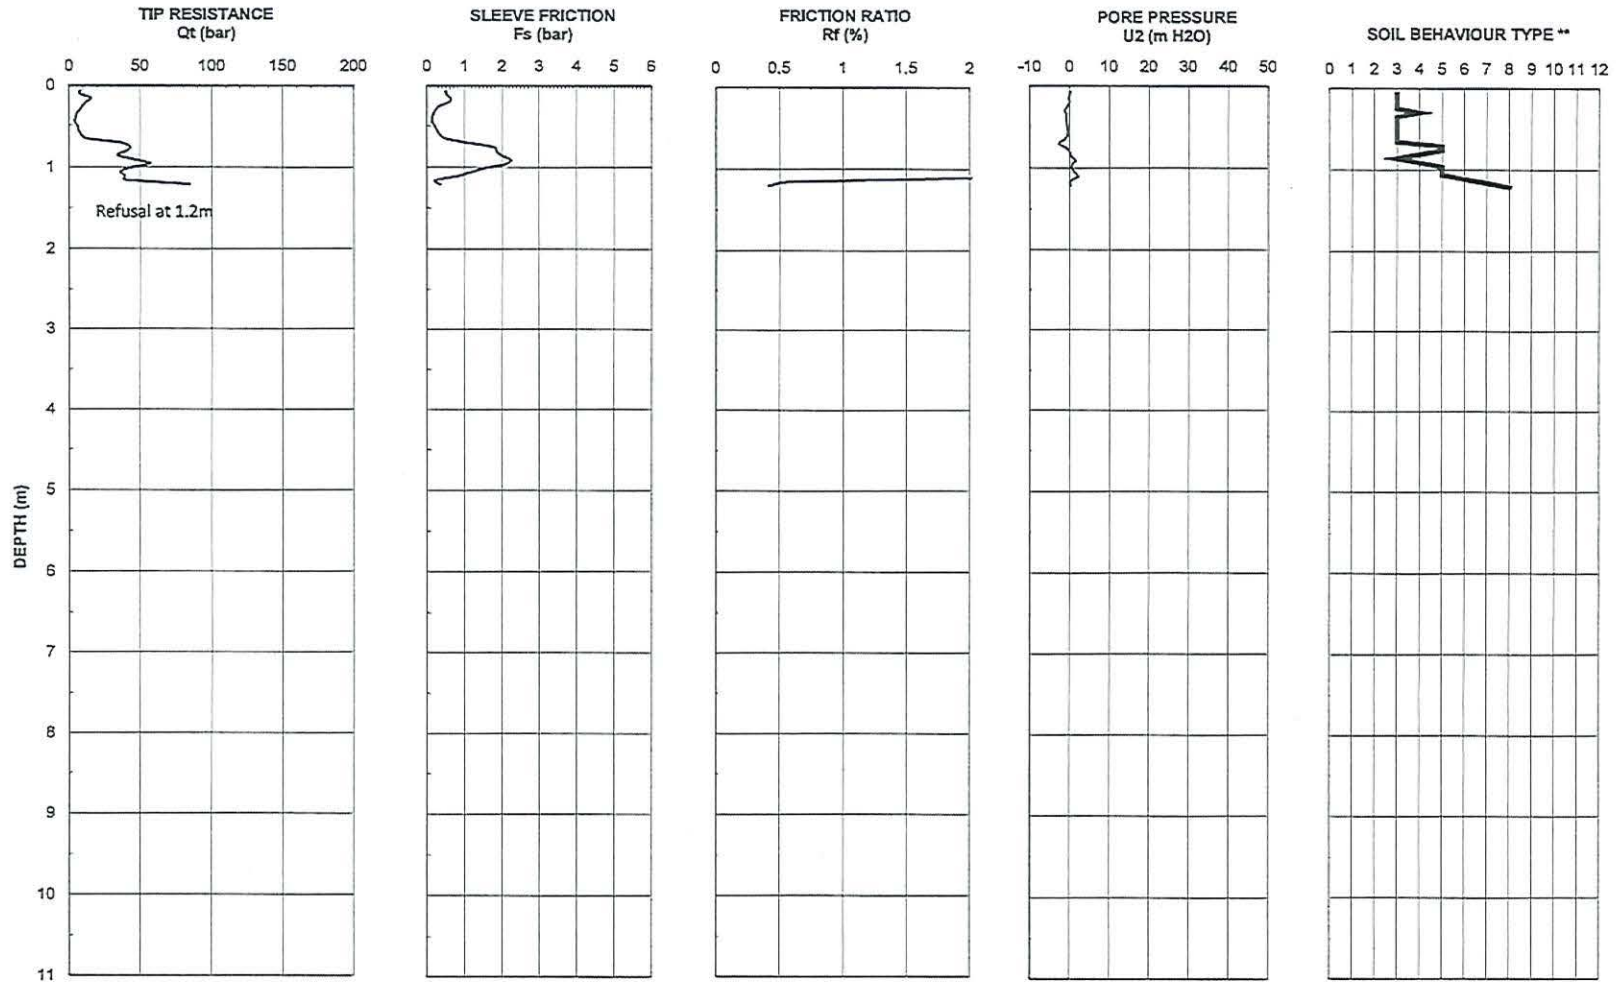 TIP RESISTANCE
Qt (bar)
SLEEVE FRICTION
Fs (bar)
FRICTION RATIO
Rf (%)
PORE PRESSURE
U2 (m H2O)
SOIL BEHAVIOUR TYPE **
0 50 100 150 200
0 1 2 3 4 5 6
0 0.5 1 1.5 2
-10 0 10 20 30 40 50
0 1 2 3 4 5 6 7 8 9 10 11 12
0
1
Refusal at 1.2m
2
3
4
5
DEPTH (m)
6
7
8
9
10
11